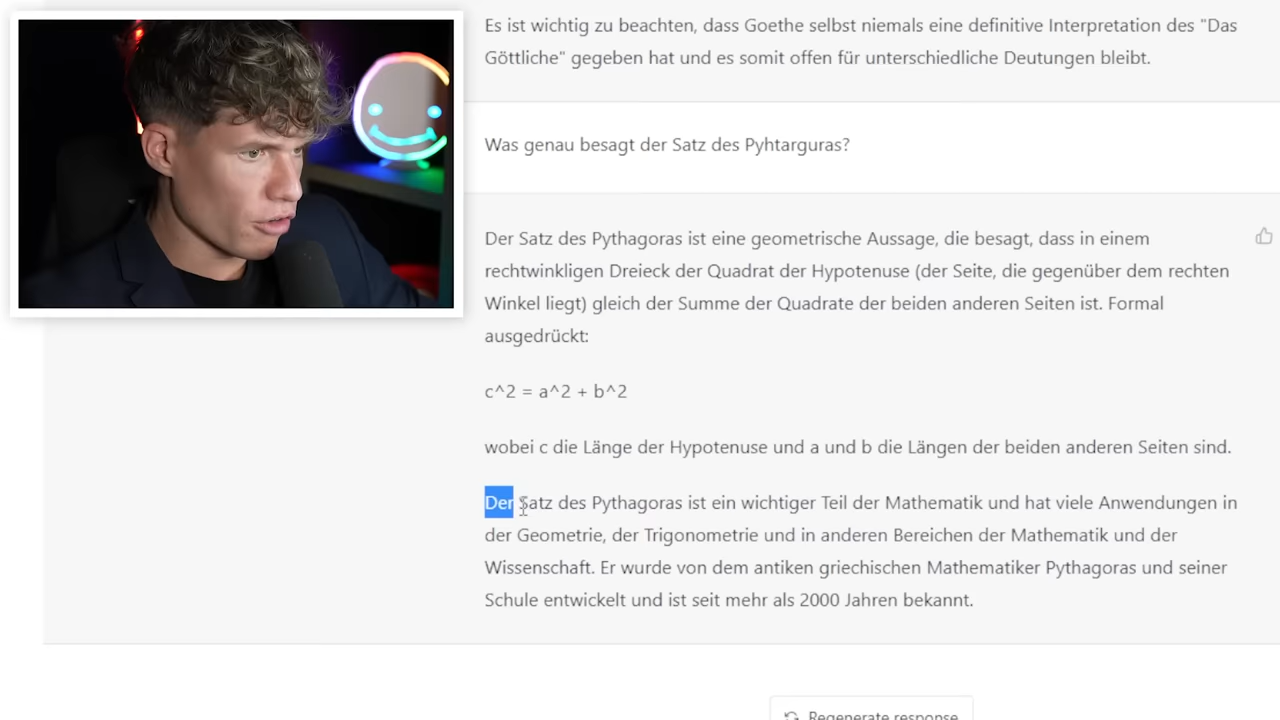 Es ist wichtig zu beachten, dass Goethe selbst niemals eine definitive Interpretation des "Das
Göttliche" gegeben hat und es somit offen für unterschiedliche Deutungen bleibt.
Was genau besagt der Satz des Pyhtarguras?
Der Satz des Pythagoras ist eine geometrische Aussage, die besagt, dass in einem
rechtwinkligen Dreieck der Quadrat der Hypotenuse (der Seite, die gegenüber dem rechten
Winkel liegt) gleich der Summe der Quadrate der beiden anderen Seiten ist. Formal
ausgedrückt:
c^2 = a^2 + b^2
wobei c die Länge der Hypotenuse und a und b die Längen der beiden anderen Seiten sind.
Der Satz des Pythagoras ist ein wichtiger Teil der Mathematik und hat viele Anwendungen in
der Geometrie, der Trigonometrie und in anderen Bereichen der Mathematik und der
Wissenschaft. Er wurde von dem antiken griechischen Mathematiker Pythagoras und seiner
Schule entwickelt und ist seit mehr als 2000 Jahren bekannt.
Regenerate response